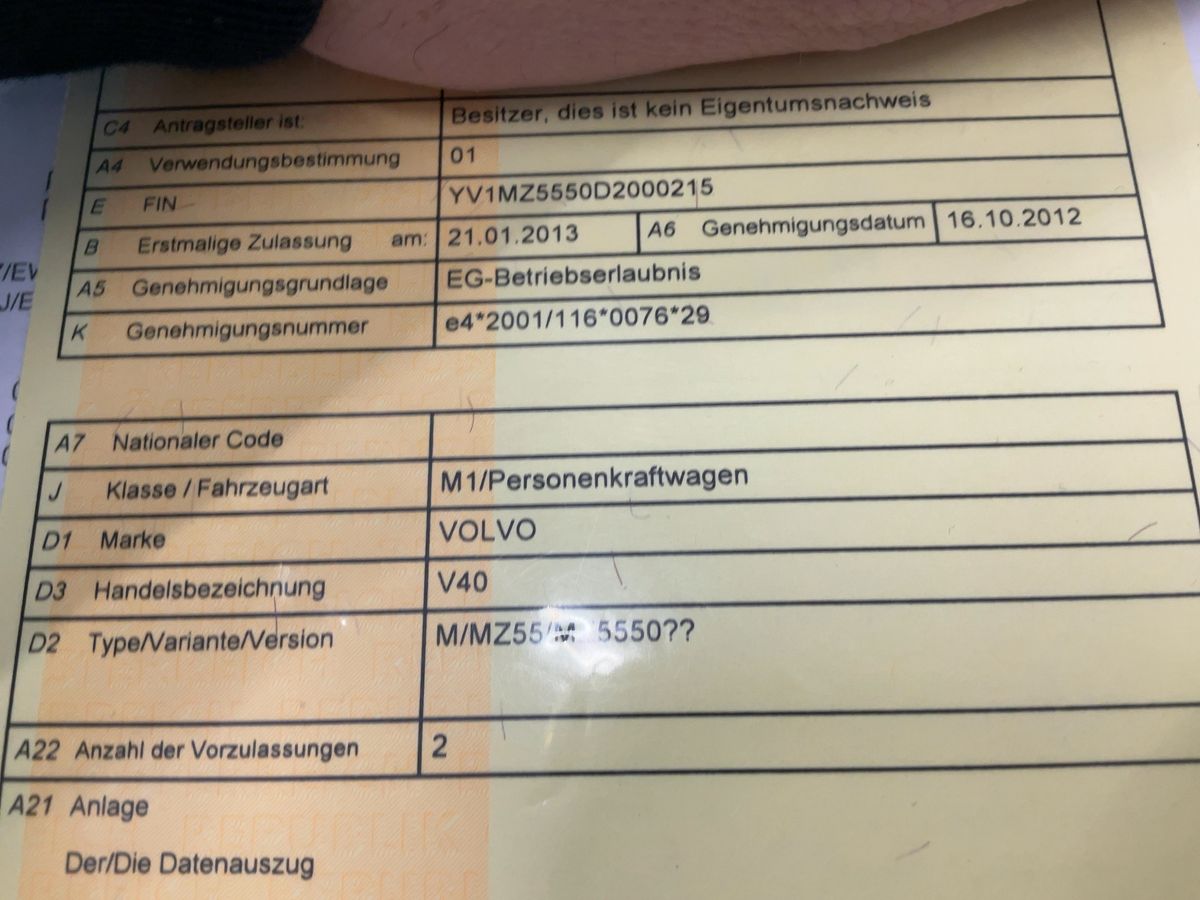 C4 Antragsteller ist: Besitzer, dies ist kein Eigentumsnachweis
A4 Verwendungsbestimmung 01
E FIN YV1MZ5550D2000215
B Erstmalige Zulassung am: 21.01.2013 A6 Genehmigungsdatum 16.10.2012
A5 Genehmigungsgrundlage EG-Betriebserlaubnis
K Genehmigungsnummer e4*2001/116*0076*29
A7 Nationaler Code
J Klasse / Fahrzeugart M1/Personenkraftwagen
D1 Marke VOLVO
D3 Handelsbezeichnung V40
D2 Type/Variante/Version M/MZ55/M 5550??
A22 Anzahl der Vorzulassungen 2
A21 Anlage
Der/Die Datenauszug